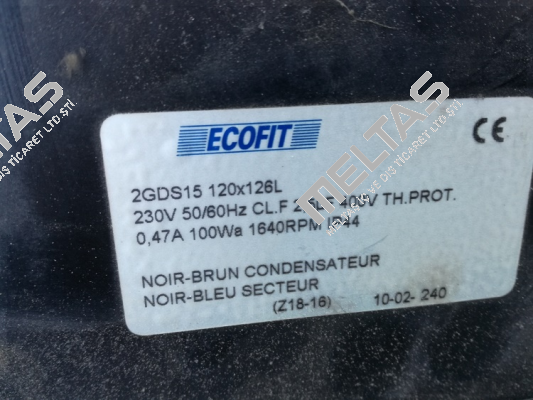 ECOFIT
CE
2GDS15 120x126L
230V 50/60Hz CL.F 400V TH.PROT.
0,47A 100Wa 1640RPM IP44
NOIR-BRUN CONDENSATEUR
NOIR-BLEU SECTEUR
(Z18-16) 10-02- 240
MELTAS